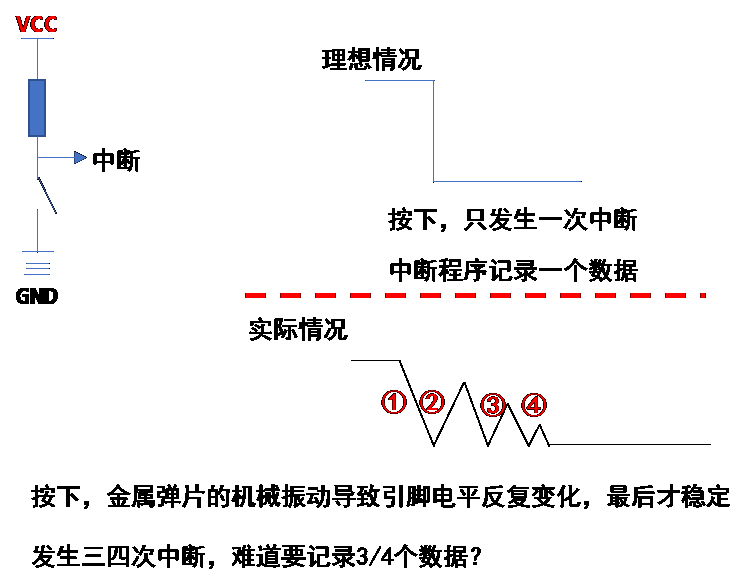 VCC
中断
GND
理想情况
按下，只发生一次中断
中断程序记录一个数据
实际情况
① ② ③ ④
按下，金属弹片的机械振动导致引脚电平反复变化，最后才稳定
发生三四次中断，难道要记录3/4个数据？